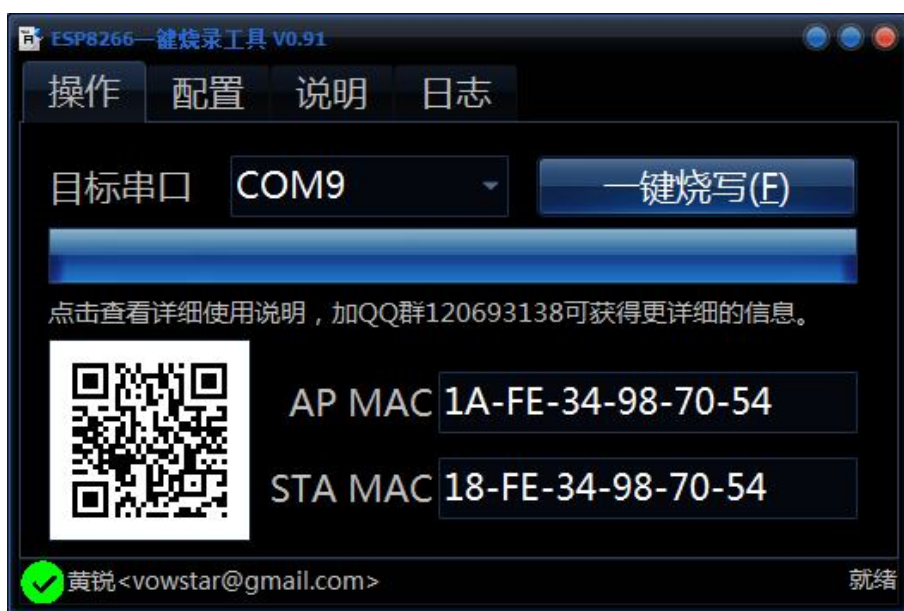 ESP8266一键烧录工具 V0.91
操作 配置 说明 日志
目标串口 COM9 一键烧写(F)
点击查看详细使用说明，加QQ群120693138可获得更详细的信息。
AP MAC 1A-FE-34-98-70-54
STA MAC 18-FE-34-98-70-54
黄锐<vowstar@gmail.com> 就绪